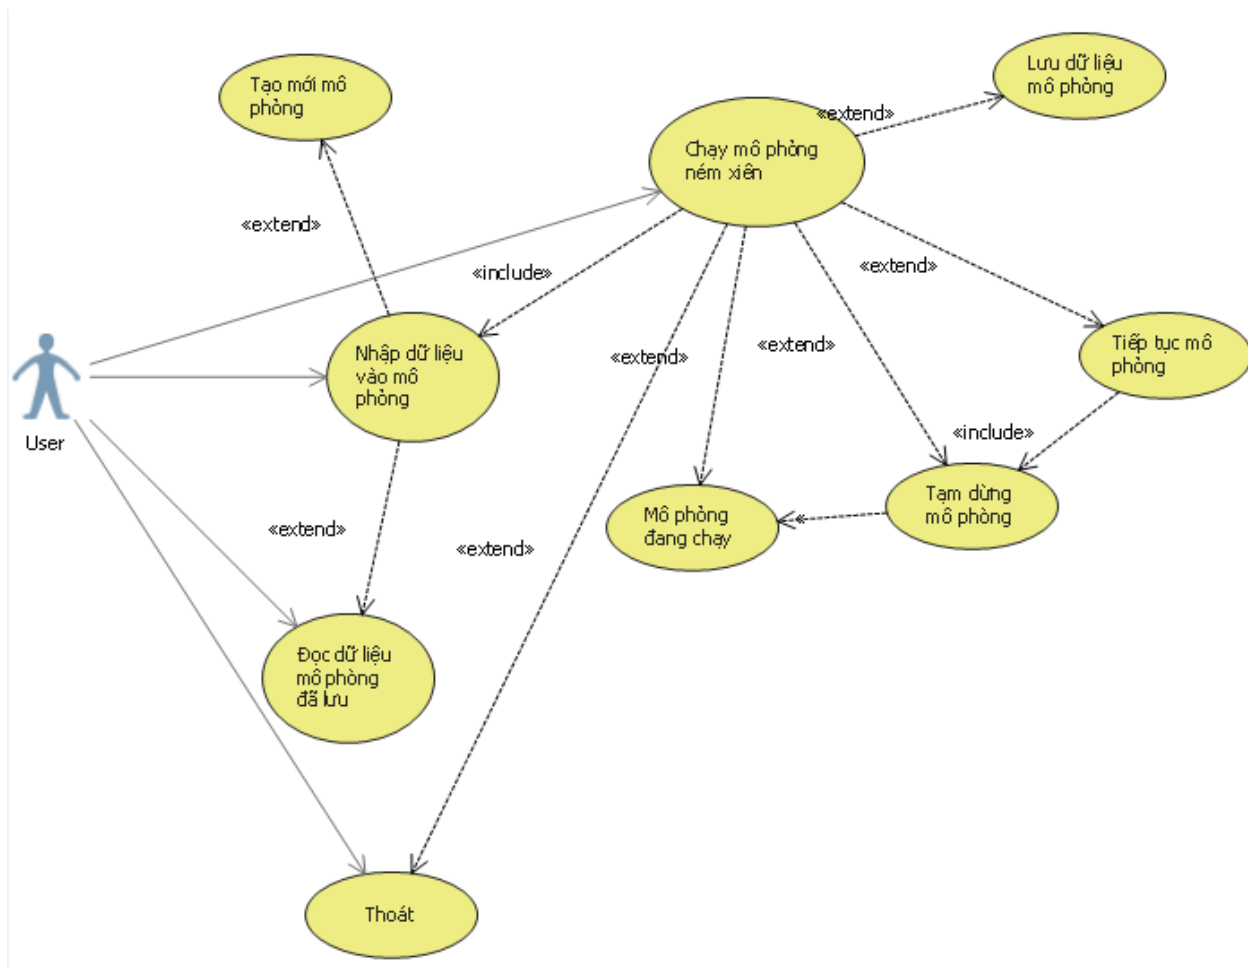 Tạo mới mô
phỏng
Lưu dữ liệu
mô phỏng
«extend»
Chạy mô phỏng
ném xiên
«extend»
«include»
«extend»
Nhập dữ liệu
vào mô
phỏng
«extend»
«extend»
Tiếp tục mô
phỏng
User
«include»
Tạm dừng
mô phỏng
Mô phỏng
đang chạy
«extend»
«extend»
Đọc dữ liệu
mô phỏng
đã lưu
Thoát